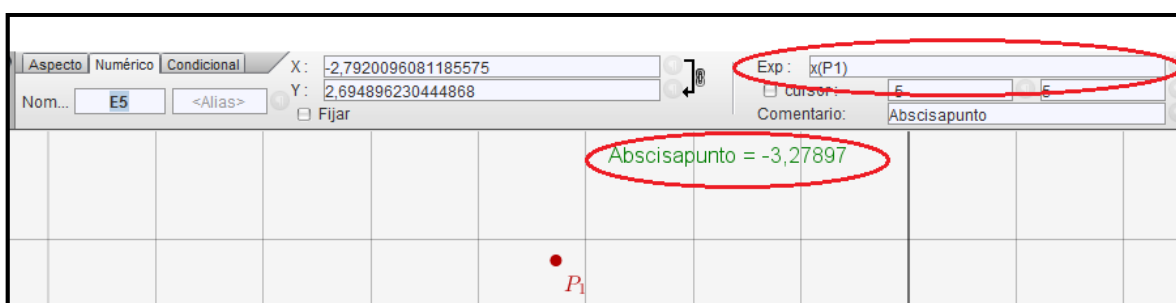 Aspecto Numérico Condicional X : -2,7920096081185575 Exp : x(P1)
Nom... E5 <Alias> Y : 2,694896230444868 cursor : -5 5
Fijar Comentario: Abscisapunto
Abscisapunto = -3,27897
P1